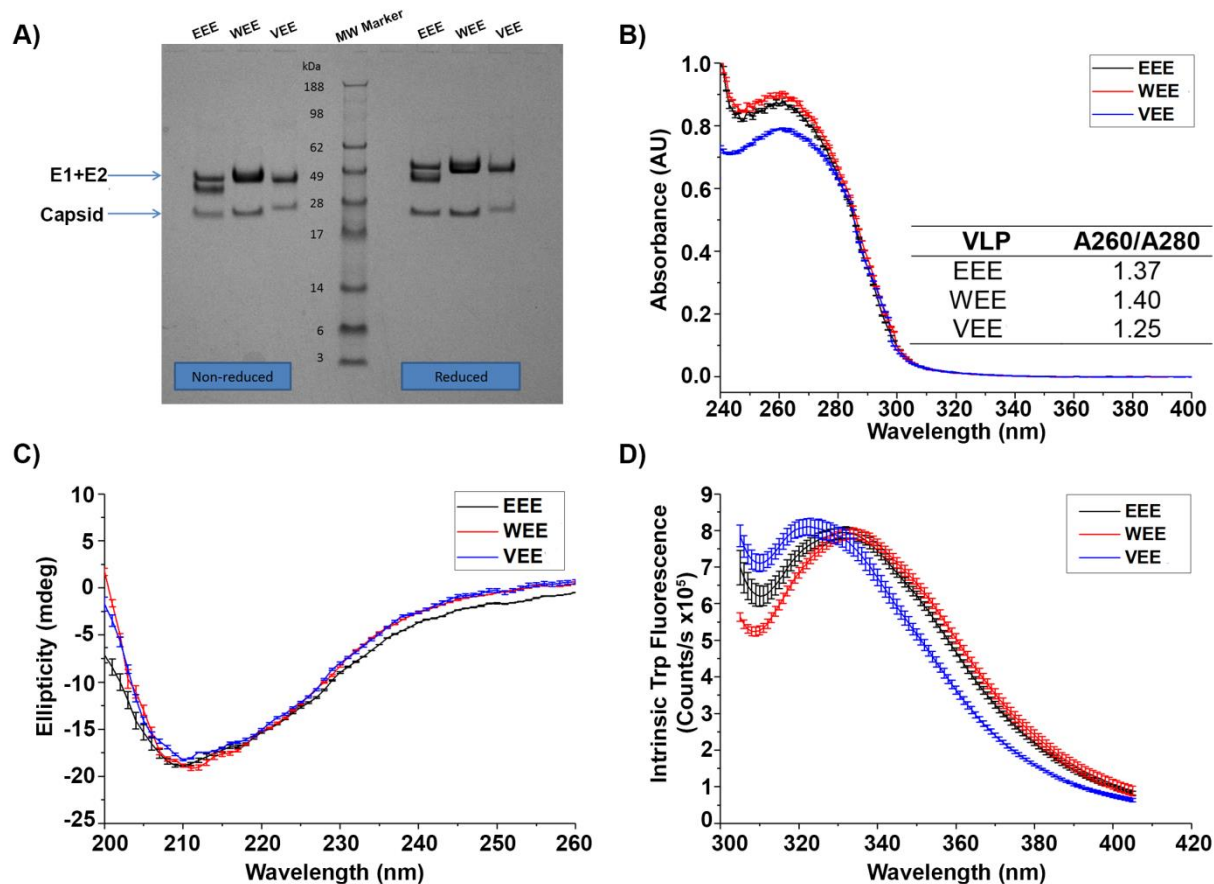 A)
EEE WEE VEE MW Marker EEE WEE VEE
kDa
188
98
62
E1+E2
49
28
Capsid
17
14
6
3
Non-reduced
Reduced
B)
EEE
WEE
VEE
1.0
0.8
0.6
0.4
0.2
0.0
Absorbance (AU)
VLP A260/A280
EEE 1.37
WEE 1.40
VEE 1.25
240 260 280 300 320 340 360 380 400
Wavelength (nm)
C)
EEE
WEE
VEE
10
5
0
-5
-10
-15
-20
-25
Ellipticity (mdeg)
200 210 220 230 240 250 260
Wavelength (nm)
D)
EEE
WEE
VEE
9
8
7
6
5
4
3
2
1
0
Intrinsic Trp Fluorescence
(Counts/s x10⁵)
300 320 340 360 380 400 420
Wavelength (nm)